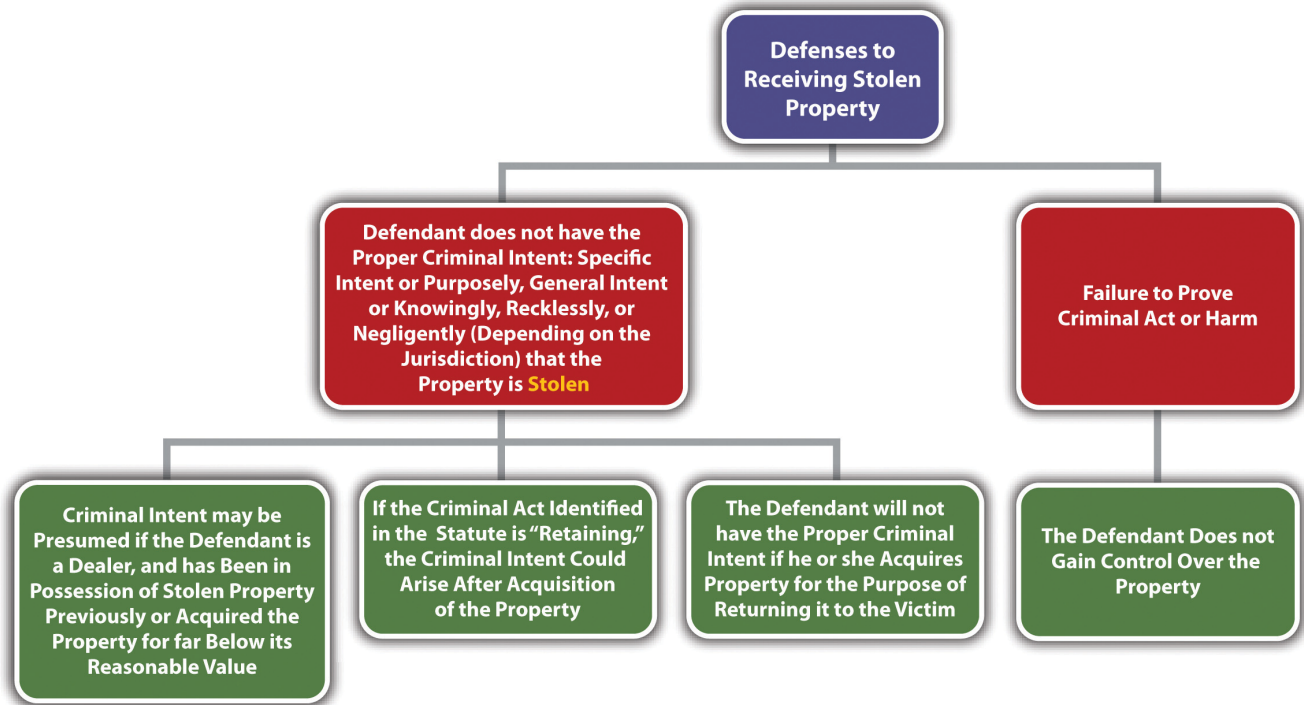 Defenses to
Receiving Stolen
Property
Defendant does not have the
Proper Criminal Intent: Specific
Intent or Purposely, General Intent
or Knowingly, Recklessly, or
Negligently (Depending on the
Jurisdiction) that the
Property is Stolen
Failure to Prove
Criminal Act or Harm
Criminal Intent may be
Presumed if the Defendant is
a Dealer, and has Been in
Possession of Stolen Property
Previously or Acquired the
Property for far Below its
Reasonable Value
If the Criminal Act Identified
in the Statute is “Retaining,”
the Criminal Intent Could
Arise After Acquisition
of the Property
The Defendant will not
have the Proper Criminal
Intent if he or she Acquires
Property for the Purpose of
Returning it to the Victim
The Defendant Does not
Gain Control Over the
Property